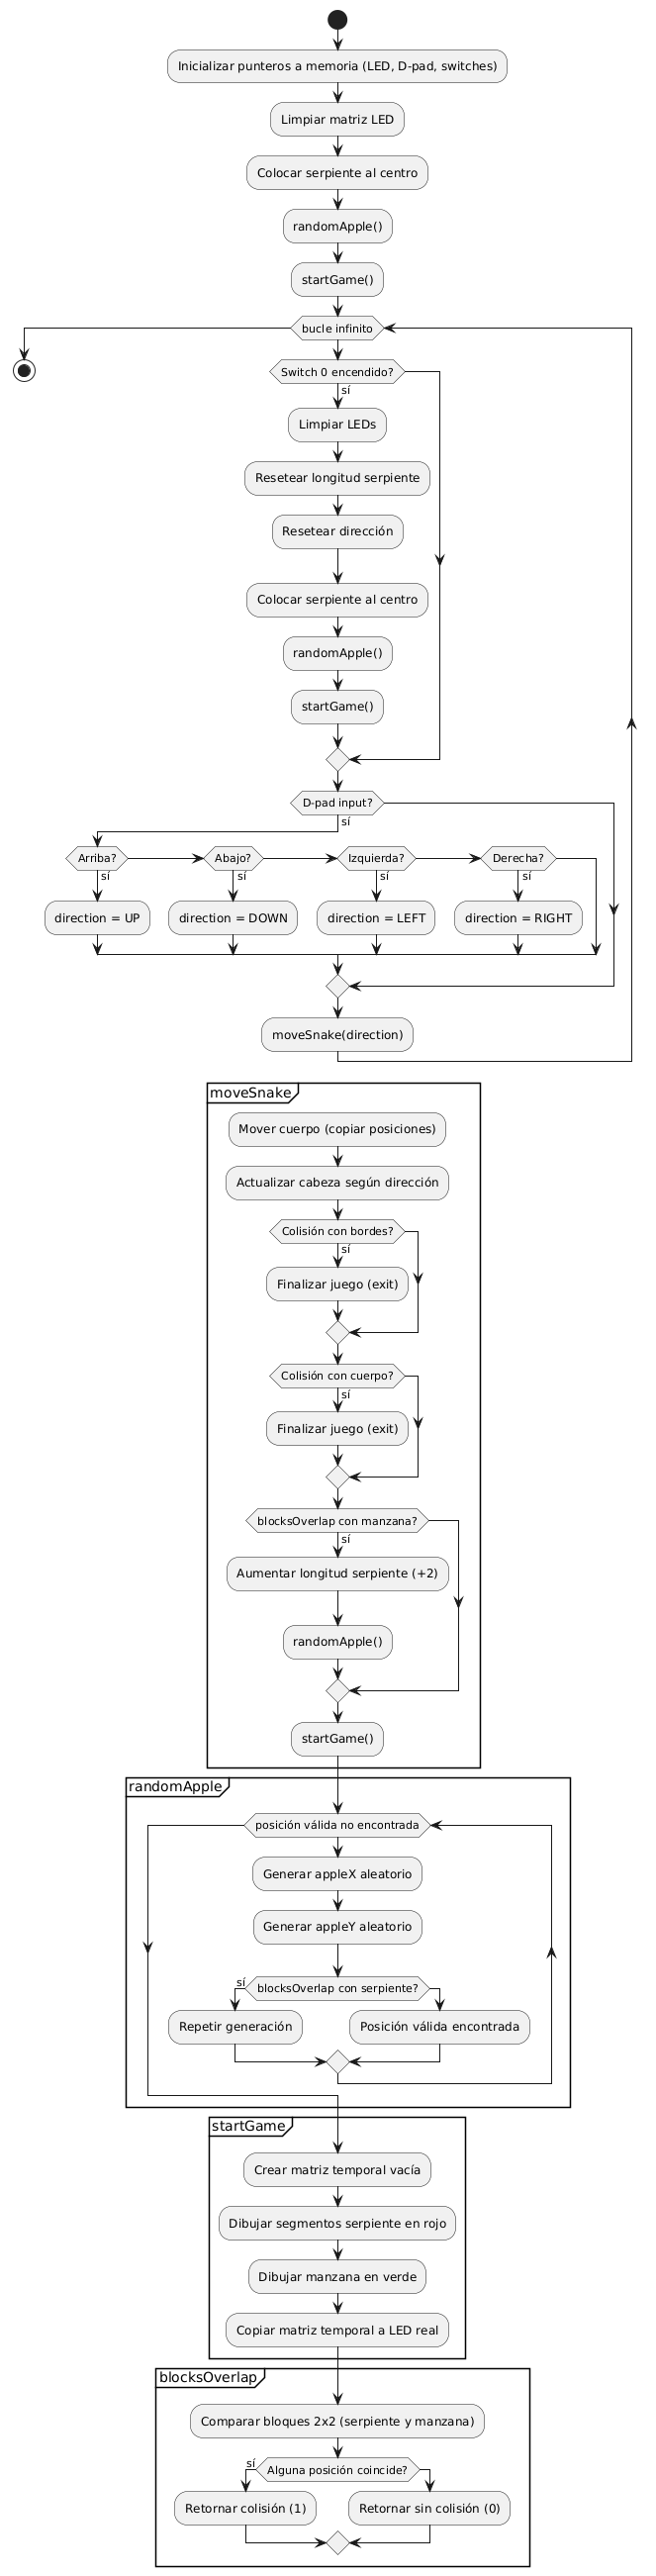 Inicializar punteros a memoria (LED, D-pad, switches)
Limpiar matriz LED
Colocar serpiente al centro
randomApple()
startGame()
bucle infinito
Switch 0 encendido?
sí
Limpiar LEDs
Resetear longitud serpiente
Resetear dirección
Colocar serpiente al centro
randomApple()
startGame()
D-pad input?
sí
Arriba?
Abajo?
Izquierda?
Derecha?
sí
sí
sí
sí
direction = UP
direction = DOWN
direction = LEFT
direction = RIGHT
moveSnake(direction)
moveSnake
Mover cuerpo (copiar posiciones)
Actualizar cabeza según dirección
Colisión con bordes?
sí
Finalizar juego (exit)
Colisión con cuerpo?
sí
Finalizar juego (exit)
blocksOverlap con manzana?
sí
Aumentar longitud serpiente (+2)
randomApple()
startGame()
randomApple
posición válida no encontrada
Generar appleX aleatorio
Generar appleY aleatorio
sí
blocksOverlap con serpiente?
Repetir generación
Posición válida encontrada
startGame
Crear matriz temporal vacía
Dibujar segmentos serpiente en rojo
Dibujar manzana en verde
Copiar matriz temporal a LED real
blocksOverlap
Comparar bloques 2x2 (serpiente y manzana)
sí
Alguna posición coincide?
Retornar colisión (1)
Retornar sin colisión (0)